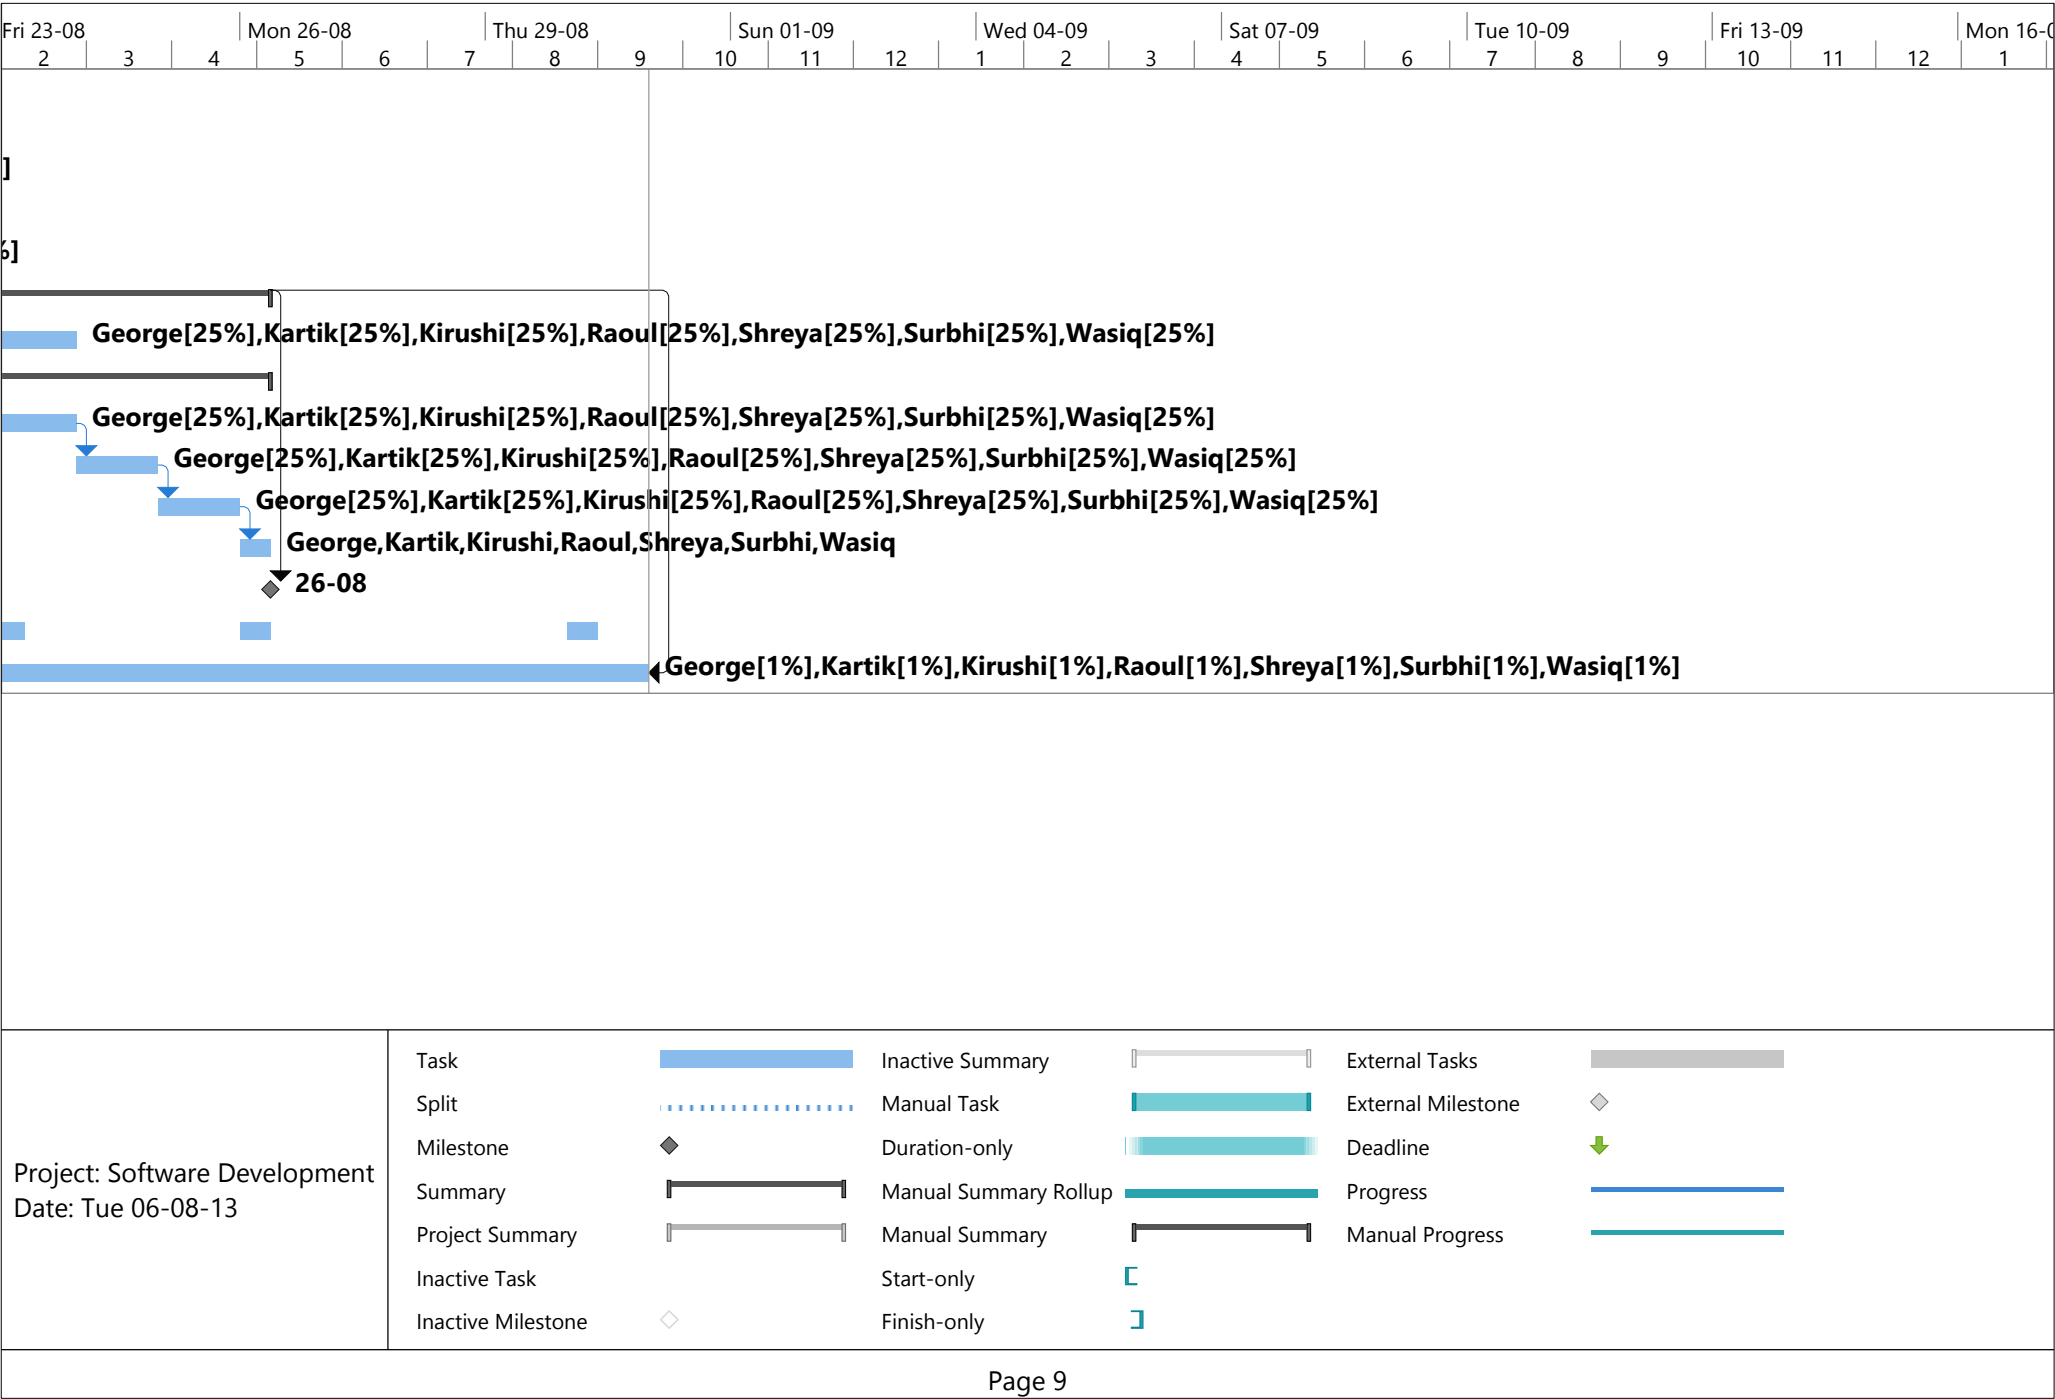 Fri 23-08 Mon 26-08 Thu 29-08 Sun 01-09 Wed 04-09 Sat 07-09 Tue 10-09 Fri 13-09 Mon 16-0
2 3 4 5 6 7 8 9 10 11 12 1 2 3 4 5 6 7 8 9 10 11 12 1
]
%]
George[25%],Kartik[25%],Kirushi[25%],Raoul[25%],Shreya[25%],Surbhi[25%],Wasiq[25%]
George[25%],Kartik[25%],Kirushi[25%],Raoul[25%],Shreya[25%],Surbhi[25%],Wasiq[25%]
George[25%],Kartik[25%],Kirushi[25%],Raoul[25%],Shreya[25%],Surbhi[25%],Wasiq[25%]
George[25%],Kartik[25%],Kirushi[25%],Raoul[25%],Shreya[25%],Surbhi[25%],Wasiq[25%]
George,Kartik,Kirushi,Raoul,Shreya,Surbhi,Wasiq
26-08
George[1%],Kartik[1%],Kirushi[1%],Raoul[1%],Shreya[1%],Surbhi[1%],Wasiq[1%]
Project: Software Development
Date: Tue 06-08-13
Task
Split
Milestone
Summary
Project Summary
Inactive Task
Inactive Milestone
Inactive Summary
Manual Task
Duration-only
Manual Summary Rollup
Manual Summary
Start-only
Finish-only
External Tasks
External Milestone
Deadline
Progress
Manual Progress
Page 9